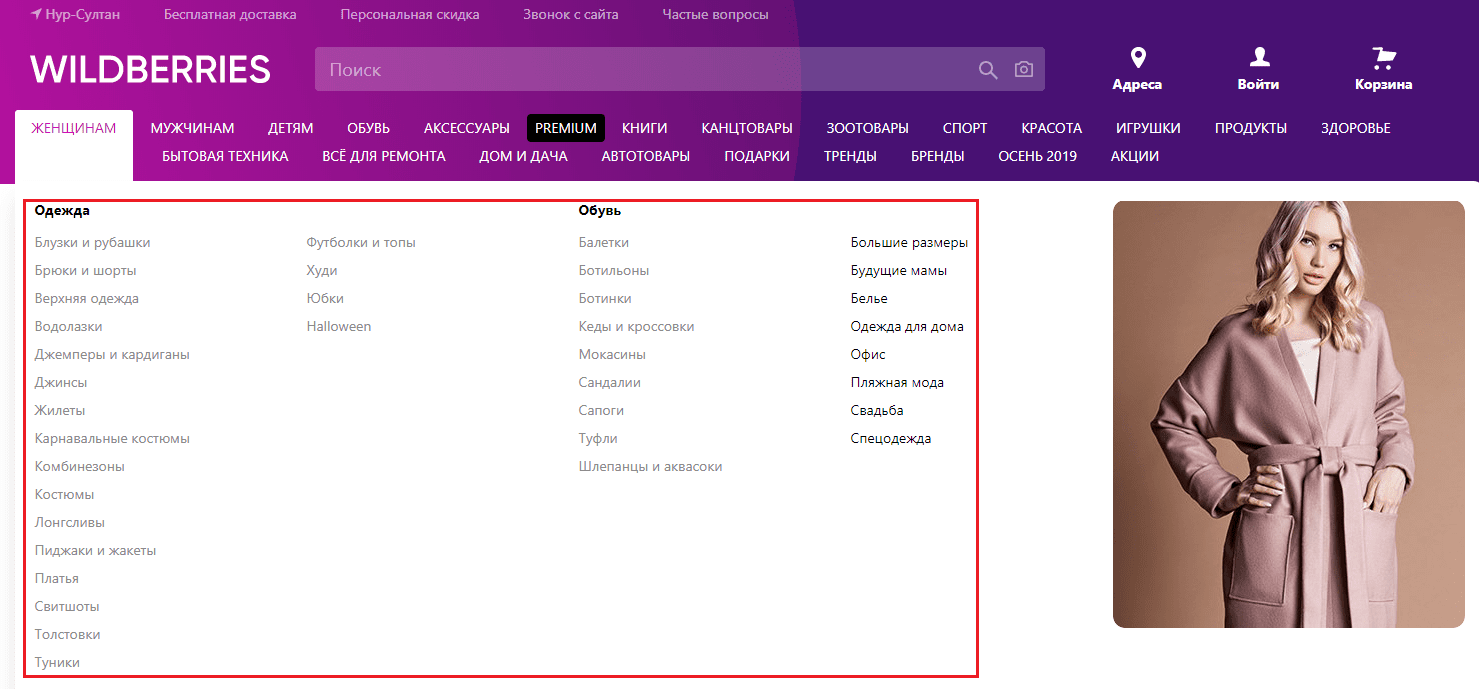 Нур-Султан Бесплатная доставка Персональная скидка Звонок с сайта Частые вопросы
WILDBERRIES
Поиск
Адреса Войти Корзина
ЖЕНЩИНАМ МУЖЧИНАМ ДЕТЯМ ОБУВЬ АКСЕССУАРЫ PREMIUM КНИГИ КАНЦТОВАРЫ ЗООТОВАРЫ СПОРТ КРАСОТА ИГРУШКИ ПРОДУКТЫ ЗДОРОВЬЕ
БЫТОВАЯ ТЕХНИКА ВСЁ ДЛЯ РЕМОНТА ДОМ И ДАЧА АВТОТОВАРЫ ПОДАРКИ ТРЕНДЫ БРЕНДЫ ОСЕНЬ 2019 АКЦИИ
Одежда
Блузки и рубашки
Брюки и шорты
Верхняя одежда
Водолазки
Джемперы и кардиганы
Джинсы
Жилеты
Карнавальные костюмы
Комбинезоны
Костюмы
Лонгсливы
Пиджаки и жакеты
Платья
Свитшоты
Толстовки
Туники
Футболки и топы
Худи
Юбки
Halloween
Обувь
Балетки
Ботильоны
Ботинки
Кеды и кроссовки
Мокасины
Сандалии
Сапоги
Туфли
Шлепанцы и аквасоки
Большие размеры
Будущие мамы
Белье
Одежда для дома
Офис
Пляжная мода
Свадьба
Спецодежда